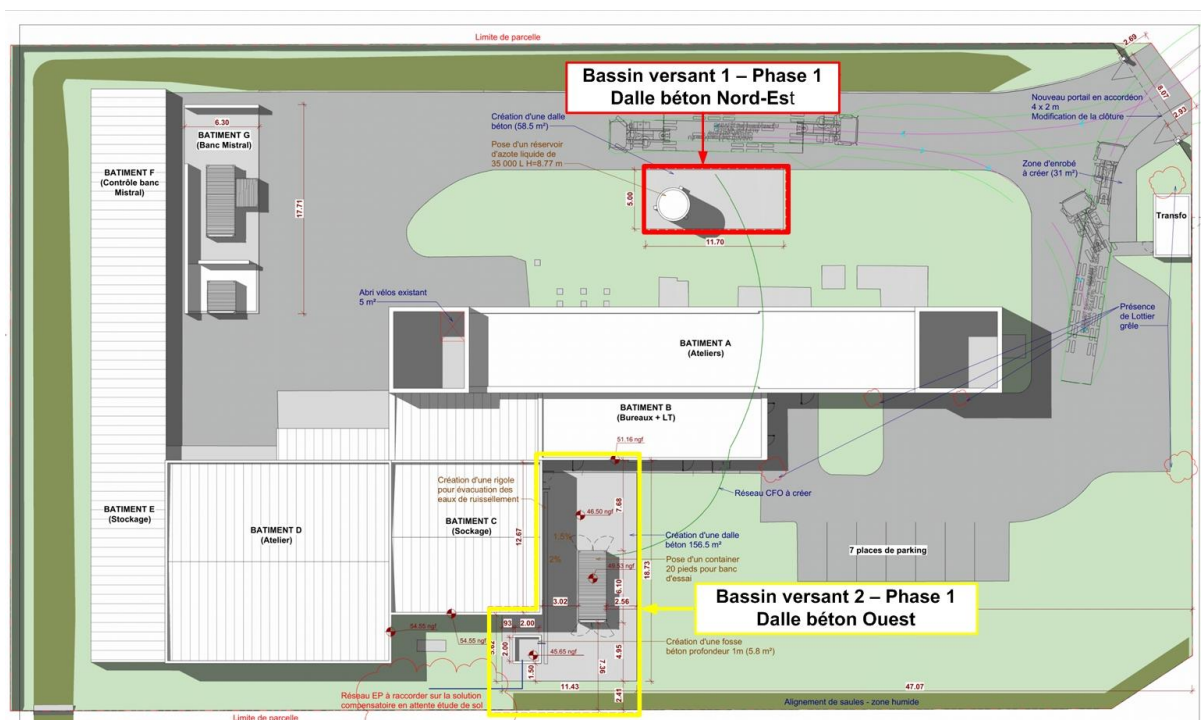 Limite de parcelle
2.69
Bassin versant 1 – Phase 1
Dalle béton Nord-Est
8.07
2.93
Nouveau portail en accordéon
4 x 2 m
Modification de la clôture
6.30
BATIMENT G
(Banc Mistral)
Création d'une dalle
béton (58.5 m²)
Pose d'un réservoir
d'azote liquide de
35 000 L H=8.77 m
Zone d'enrobé
à créer (31 m²)
BATIMENT F
(Contrôle banc
Mistral)
17.71
5.00
11.70
Transfo
Abri vélos existant
5 m²
Présence
de Lottier
grêle
BATIMENT A
(Ateliers)
BATIMENT B
(Bureaux + LT)
51.16 ngf
Création d'une rigole
pour évacuation des
eaux de ruissellement
7.68
Réseau CFO à créer
BATIMENT E
(Stockage)
BATIMENT D
(Atelier)
BATIMENT C
(Sockage)
12.67
46.50 ngf
1,5%
2%
Création d'une dalle
béton 156.5 m²
18.73
7 places de parking
49.53 ngf
Pose d'un container
20 pieds pour banc
d'essai
6.10
3.02
2.56
Bassin versant 2 – Phase 1
Dalle béton Ouest
93
2.00
54.55 ngf
54.55 ngf
2.00
45.65 ngf
1.50
4.95
7.36
Création d'une fosse
béton profondeur 1m (5.8 m²)
11.43
2.41
47.07
Réseau EP à raccorder sur la solution
compensatoire en attente étude de sol
Alignement de saules - zone humide
Limite de parcelle